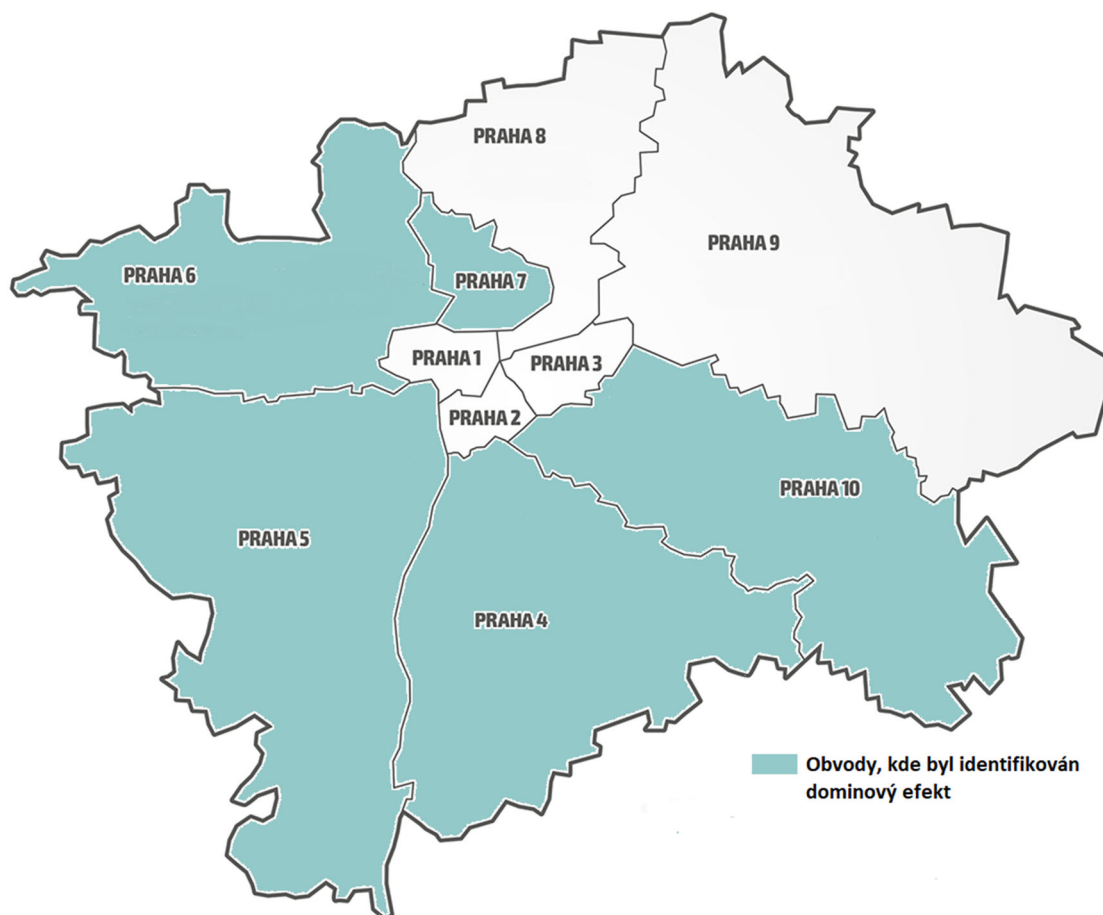 PRAHA 8
PRAHA 9
PRAHA 6
PRAHA 7
PRAHA 1
PRAHA 3
PRAHA 2
PRAHA 10
PRAHA 5
PRAHA 4
Obvody, kde byl identifikován
dominový efekt